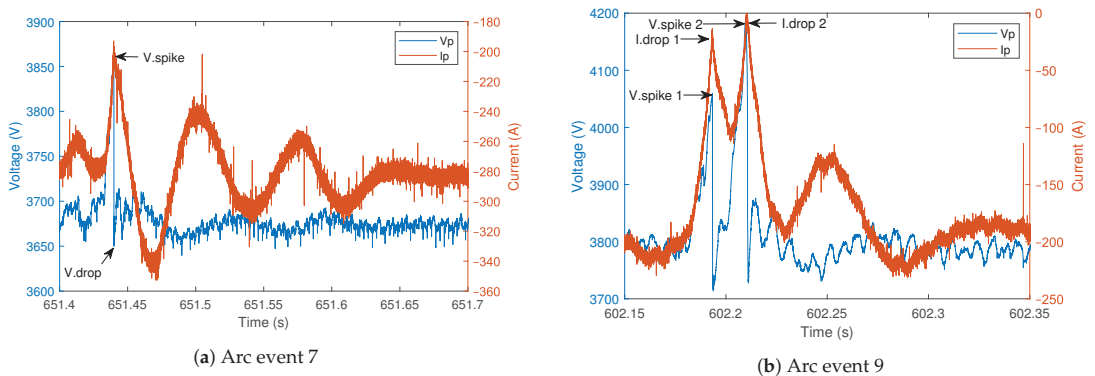 3900
3850
3800
3750
3700
3650
3600
Voltage (V)
V.spike
V.drop
Vp
Ip
-180
-200
-220
-240
-260
-280
-300
-320
-340
-360
Current (A)
651.4
651.45
651.5
651.55
651.6
651.65
651.7
Time (s)
(a) Arc event 7
4200
4100
4000
3900
3800
3700
Voltage (V)
V.spike 2
I.drop 2
I.drop 1
V.spike 1
Vp
Ip
0
-50
-100
-150
-200
-250
Current (A)
602.15
602.2
602.25
602.3
602.35
Time (s)
(b) Arc event 9